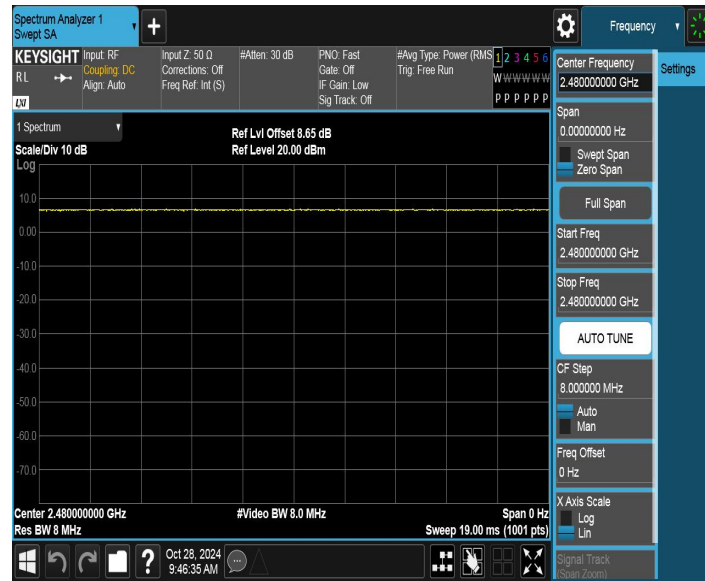 Spectrum Analyzer 1
Swept SA
+
Frequency
KEYSIGHT
RL
LXI
Input: RF
Coupling: DC
Align: Auto
Input Z: 50 Ω
Corrections: Off
Freq Ref: Int (S)
#Atten: 30 dB
PNO: Fast
Gate: Off
IF Gain: Low
Sig Track: Off
#Avg Type: Power (RMS
Trig: Free Run
1 2 3 4 5 6
W W W W W W
P P P P P P
Center Frequency
2.480000000 GHz
Settings
Span
0.00000000 Hz
Swept Span
Zero Span
Full Span
Start Freq
2.480000000 GHz
Stop Freq
2.480000000 GHz
AUTO TUNE
CF Step
8.000000 MHz
Auto
Man
Freq Offset
0 Hz
X Axis Scale
Log
Lin
Signal Track
(Span Zoom)
1 Spectrum
Scale/Div 10 dB
Ref Lvl Offset 8.65 dB
Ref Level 20.00 dBm
Log
10.0
0.00
-10.0
-20.0
-30.0
-40.0
-50.0
-60.0
-70.0
Center 2.480000000 GHz
#Video BW 8.0 MHz
Span 0 Hz
Res BW 8 MHz
Sweep 19.00 ms (1001 pts)
?
Oct 28, 2024
9:46:35 AM